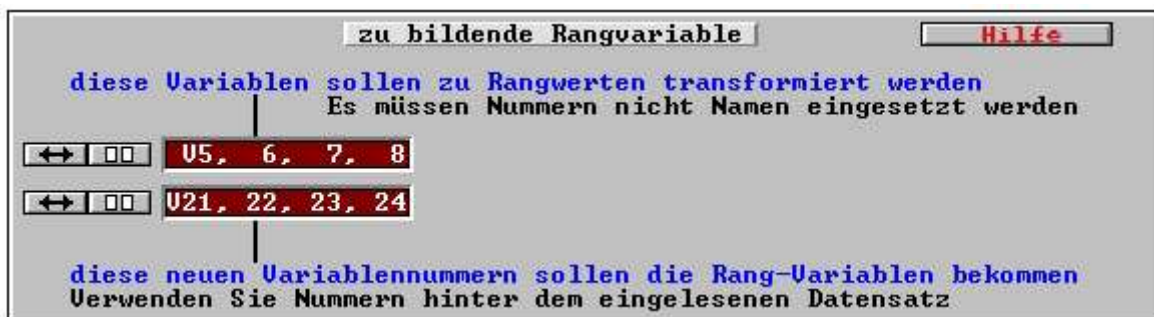 zu bildende Rangvariable Hilfe
diese Variablen sollen zu Rangwerten transformiert werden
Es müssen Nummern nicht Namen eingesetzt werden
V5, 6, 7, 8
V21, 22, 23, 24
diese neuen Variablennummern sollen die Rang-Variablen bekommen
Verwenden Sie Nummern hinter dem eingelesenen Datensatz